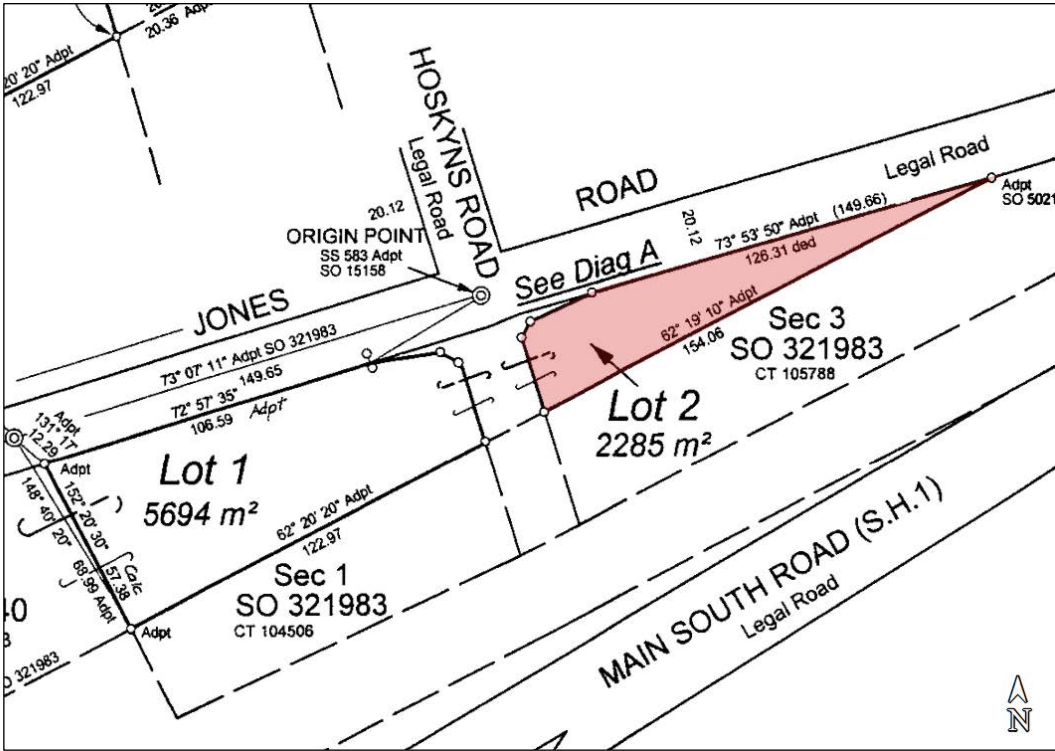 20.36 Adpt
20' 20" Adpt
122.97
HOSKYNS ROAD
Legal Road
20.12
ROAD
Legal Road
Adpt
SO 5021
ORIGIN POINT
SS 583 Adpt
SO 15158
See Diag A
20.12
73° 53' 50" Adpt (149.66)
126.31 ded
JONES
73° 07' 11" Adpt SO 321983
149.65
72° 57' 35" Adpt
106.59
62° 19' 10" Adpt
154.06
Sec 3
SO 321983
CT 105788
Lot 2
2285 m²
Adpt
131° 17'
12.29
Adpt
Lot 1
5694 m²
148° 40' 20"
68.99 Adpt
152° 20' 30"
57.38
Calc
62° 20' 20" Adpt
122.97
Sec 1
SO 321983
CT 104506
Adpt
40
3
O 321983
MAIN SOUTH ROAD (S.H.1)
Legal Road
N